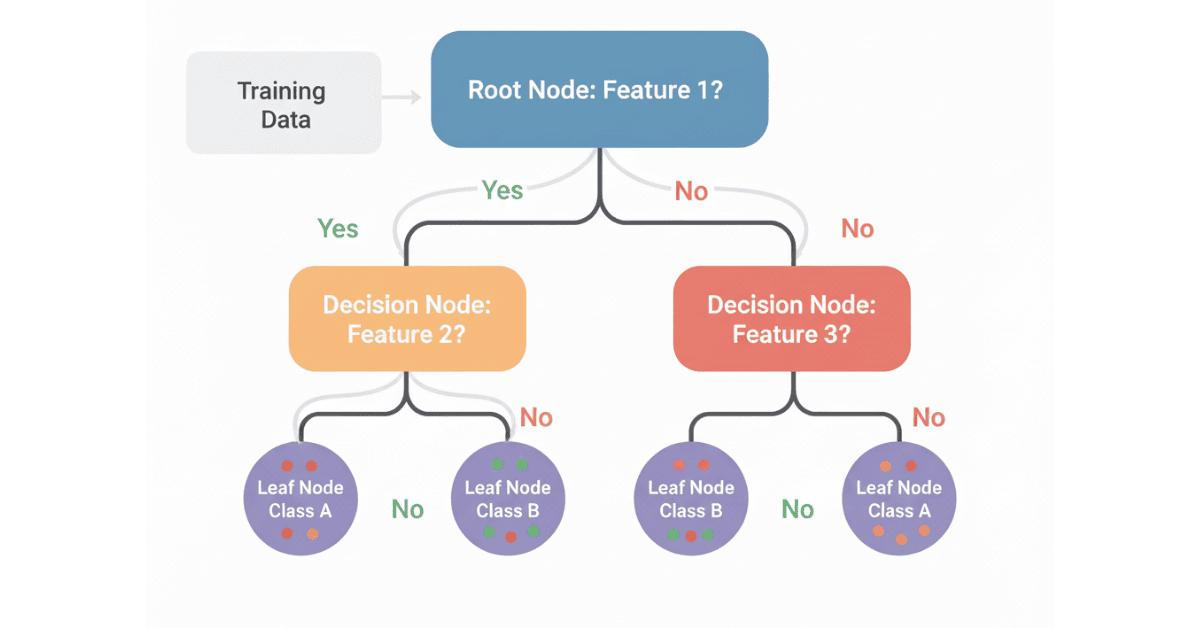 Training
Data
Root Node: Feature 1?
Yes
No
Yes
No
Decision Node:
Feature 2?
Decision Node:
Feature 3?
No
No
Leaf Node
Class A
No
Leaf Node
Class B
Leaf Node
Class B
No
Leaf Node
Class A